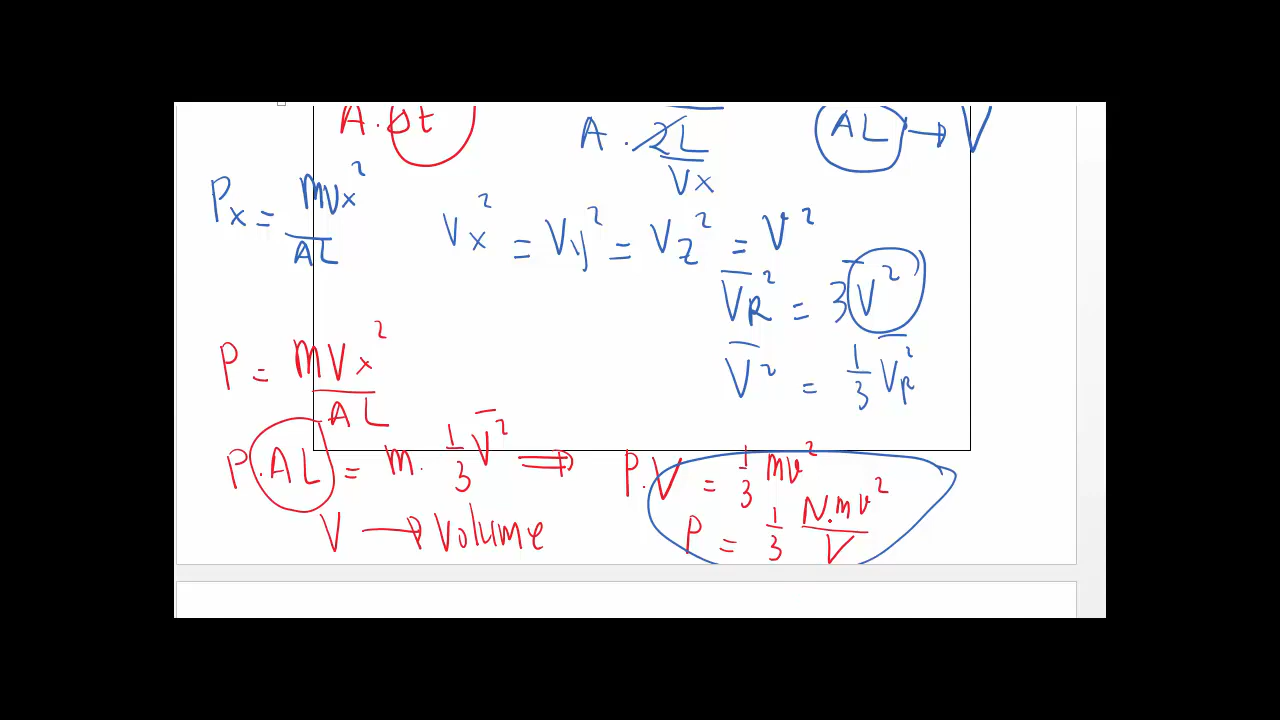 A.Δt
A . 2L/Vx
AL → V
Px = mVx²/AL
Vx² = Vy² = Vz² = V²
V̅R² = 3V̅²
P = mVx²/AL
V̅² = 1/3 V̅R²
P.AL = m. 1/3 V̅² ⟹ P.V = 1/3 mv²
V → Volume
P = 1/3 N.mv²/V